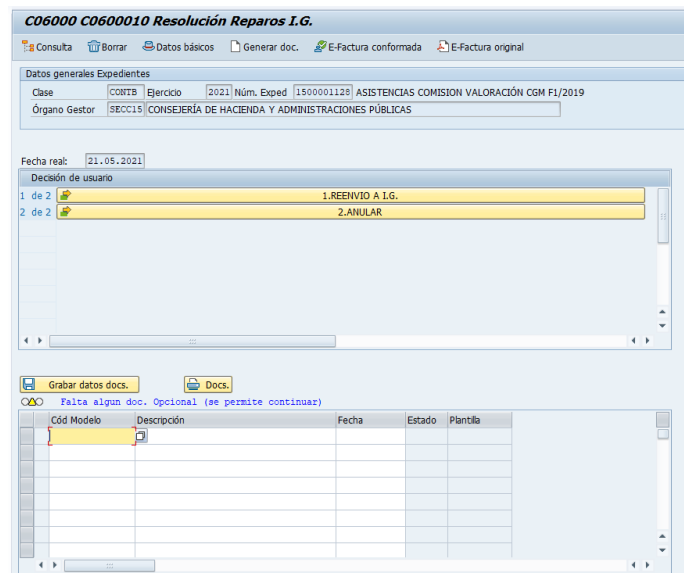 C06000 C0600010 Resolución Reparos I.G.
Consulta Borrar Datos básicos Generar doc. E-Factura conformada E-Factura original
Datos generales Expedientes
Clase CONTB Ejercicio 2021 Núm. Exped 1500001128 ASISTENCIAS COMISION VALORACIÓN CGM F1/2019
Órgano Gestor SECC15 CONSEJERÍA DE HACIENDA Y ADMINISTRACIONES PÚBLICAS
Fecha real: 21.05.2021
Decisión de usuario
1 de 2 1.REENVIO A I.G.
2 de 2 2.ANULAR
Grabar datos docs. Docs.
Falta algun doc. Opcional (se permite continuar)
Cód Modelo Descripción Fecha Estado Plantilla